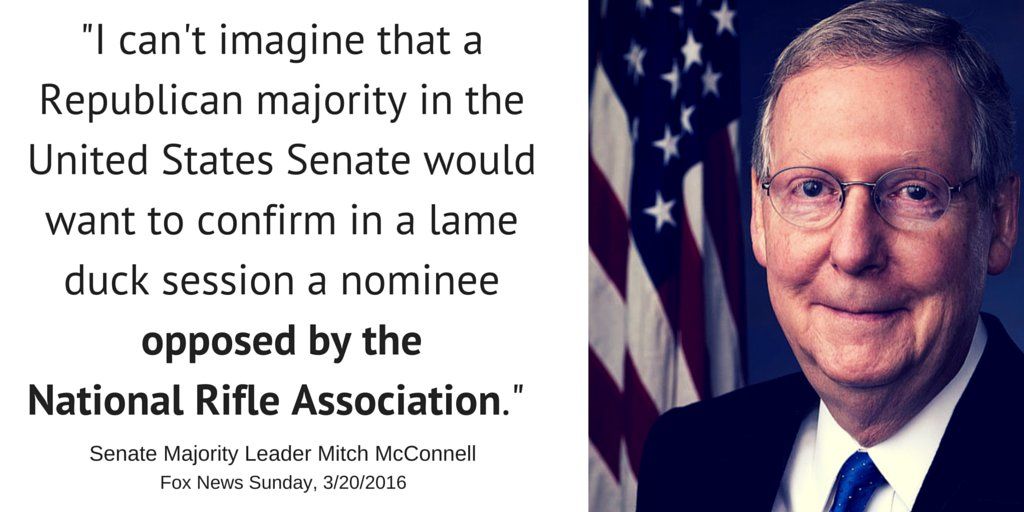 "I can't imagine that a
Republican majority in the
United States Senate would
want to confirm in a lame
duck session a nominee
opposed by the
National Rifle Association."
Senate Majority Leader Mitch McConnell
Fox News Sunday, 3/20/2016